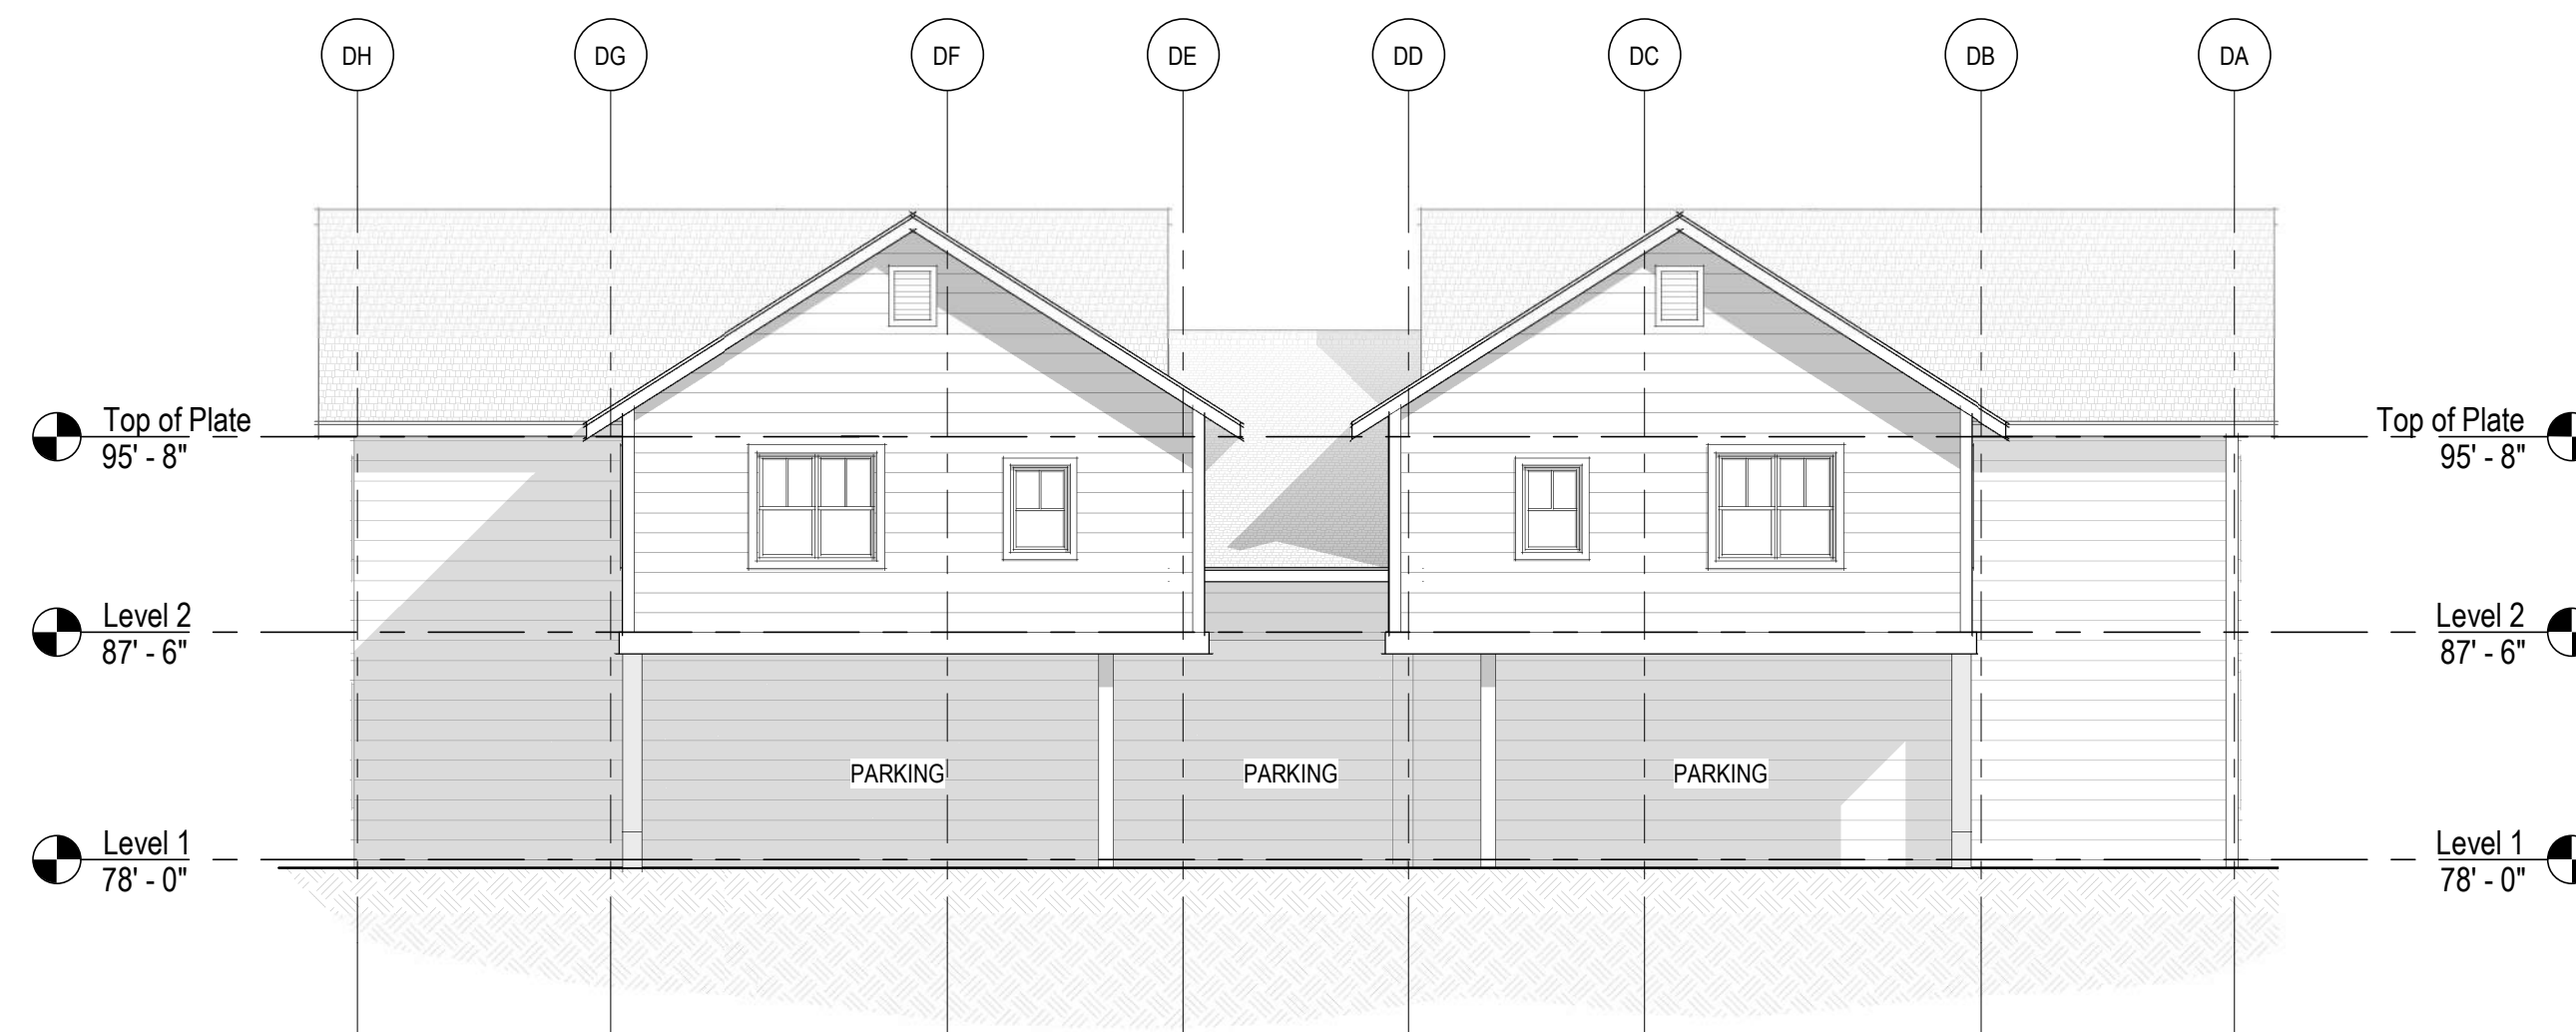 DH
DG
DF
DE
DD
DC
DB
DA
Top of Plate
95' - 8"
Top of Plate
95' - 8"
Level 2
87' - 6"
Level 2
87' - 6"
PARKING
PARKING
PARKING
Level 1
78' - 0"
Level 1
78' - 0"